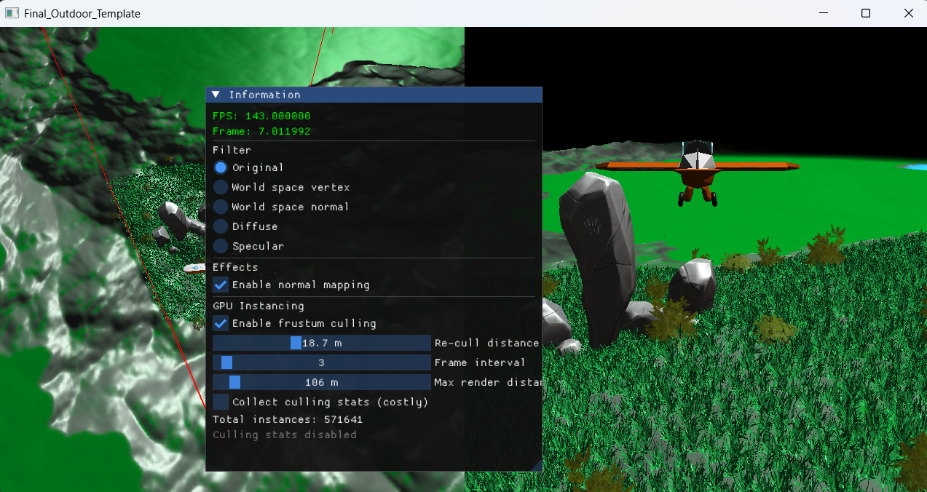 Final_Outdoor_Template
Information
FPS: 143.000000
Frame: 7.011992
Filter
Original
World space vertex
World space normal
Diffuse
Specular
Effects
Enable normal mapping
GPU Instancing
Enable frustum culling
18.7 m Re-cull distance
3 Frame interval
106 m Max render distan
Collect culling stats (costly)
Total instances: 571641
Culling stats disabled